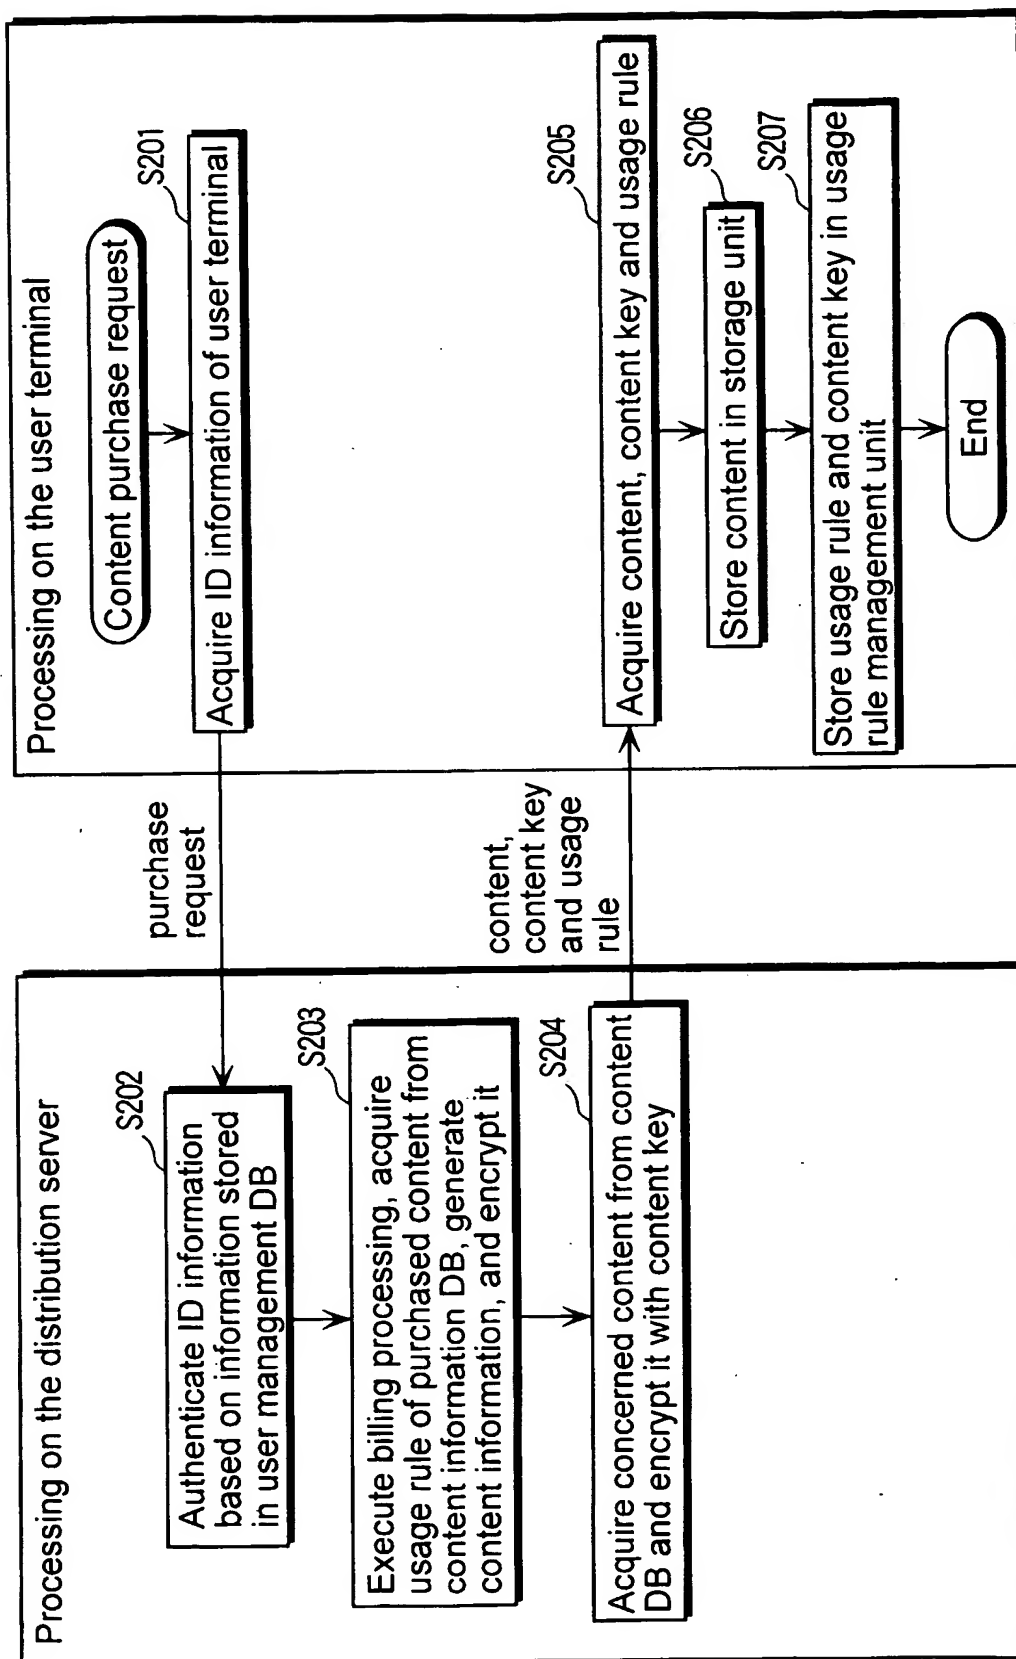 Processing on the distribution server
S202
Authenticate ID information
based on information stored
in user management DB
S203
Execute billing processing, acquire
usage rule of purchased content from
content information DB, generate
content information, and encrypt it
S204
Acquire concerned content from content
DB and encrypt it with content key
purchase
request
content,
content key
and usage
rule
Processing on the user terminal
Content purchase request
S201
Acquire ID information of user terminal
S205
Acquire content, content key and usage rule
S206
Store content in storage unit
S207
Store usage rule and content key in usage
rule management unit
End